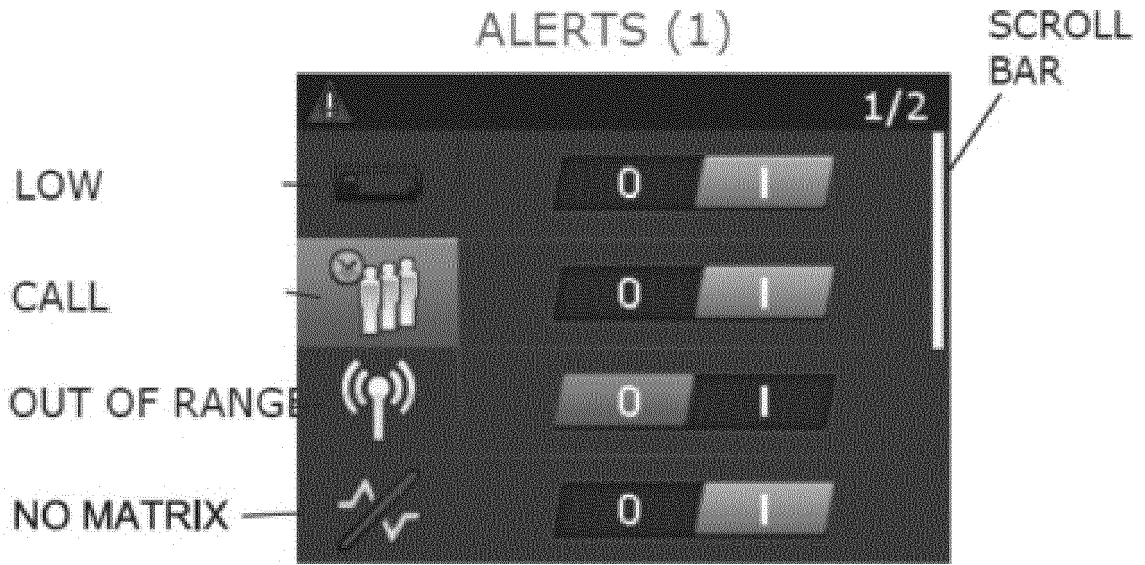 ALERTS (1)
SCROLL
BAR
1/2
LOW
0 I
CALL
0 I
OUT OF RANGE
0 I
NO MATRIX
0 I